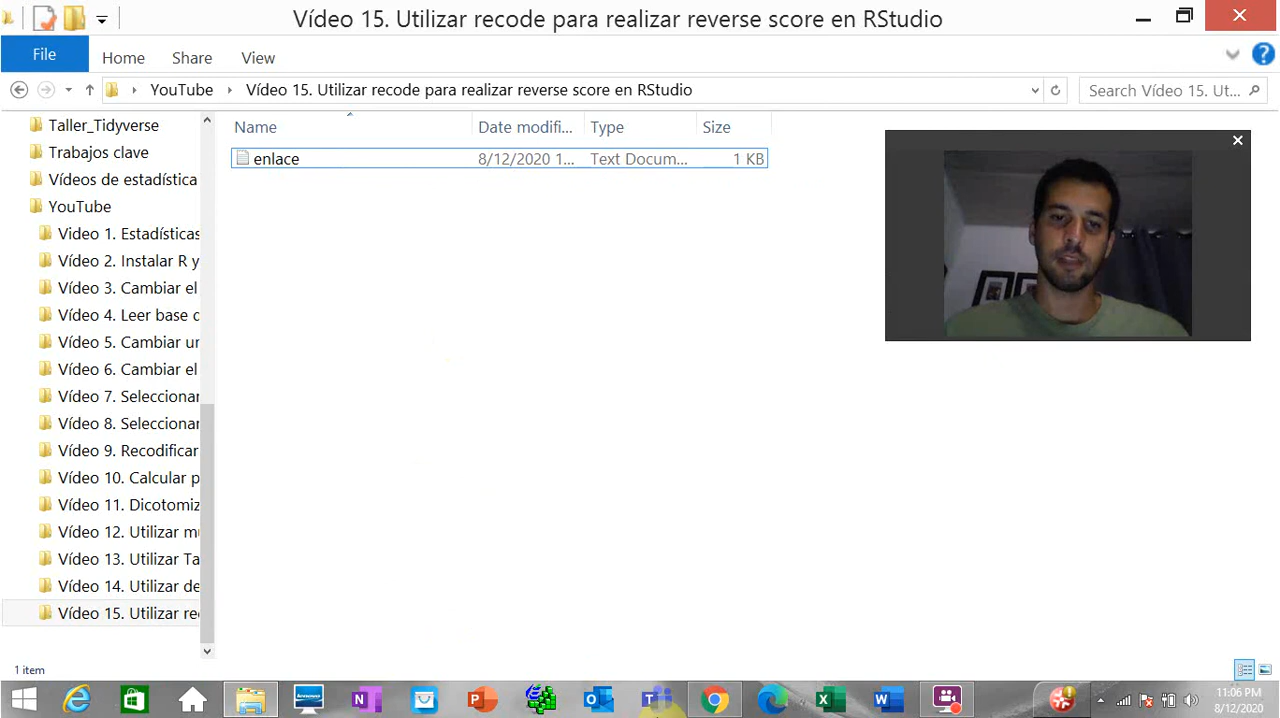 Vídeo 15. Utilizar recode para realizar reverse score en RStudio
File
Home
Share
View
YouTube
Vídeo 15. Utilizar recode para realizar reverse score en RStudio
Search Vídeo 15. Ut...
Taller_Tidyverse
Trabajos clave
Vídeos de estadística
YouTube
Video 1. Estadísticas
Video 2. Instalar R y
Vídeo 3. Cambiar el
Vídeo 4. Leer base d
Vídeo 5. Cambiar un
Vídeo 6. Cambiar el
Vídeo 7. Seleccionar
Vídeo 8. Seleccionar
Vídeo 9. Recodificar
Vídeo 10. Calcular p
Vídeo 11. Dicotomiz
Vídeo 12. Utilizar mu
Vídeo 13. Utilizar Ta
Vídeo 14. Utilizar de
Vídeo 15. Utilizar re
Name
Date modifi...
Type
Size
enlace
8/12/2020 1...
Text Docum...
1 KB
1 item
11:06 PM
8/12/2020